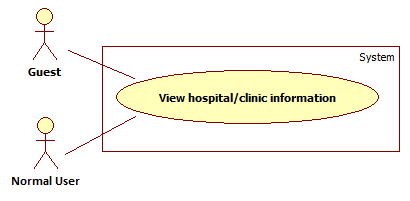 System
Guest
View hospital/clinic information
Normal User